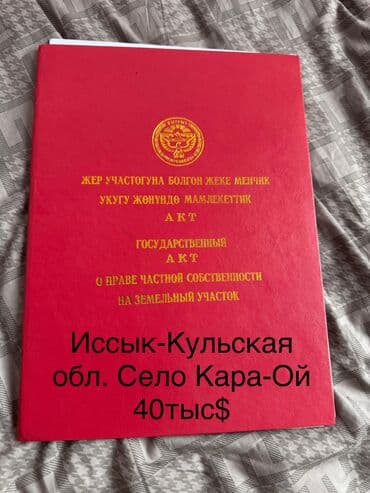 ЖЕР УЧАСТОГУНА БОЛГОН ЖЕКЕ МЕНЧИК
УКУГУ ЖӨНҮНДӨ МАМЛЕКЕТТИК
АКТ
ГОСУДАРСТВЕННЫЙ
АКТ
О ПРАВЕ ЧАСТНОЙ СОБСТВЕННОСТИ
НА ЗЕМЕЛЬНЫЙ УЧАСТОК
Иссык-Кульская
обл. Село Кара-Ой
40тыс$